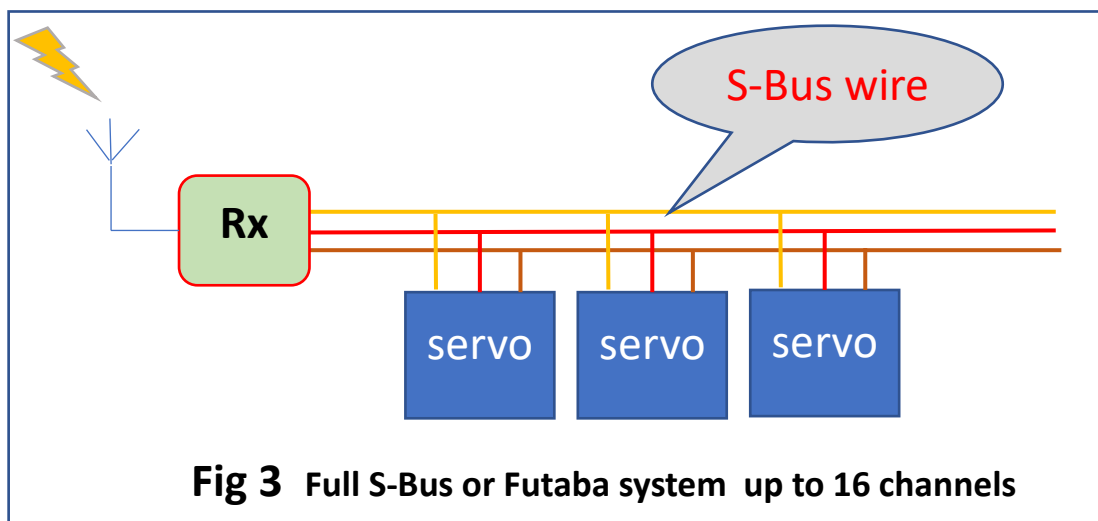 S-Bus wire
Rx
servo servo servo
Fig 3 Full S-Bus or Futaba system up to 16 channels